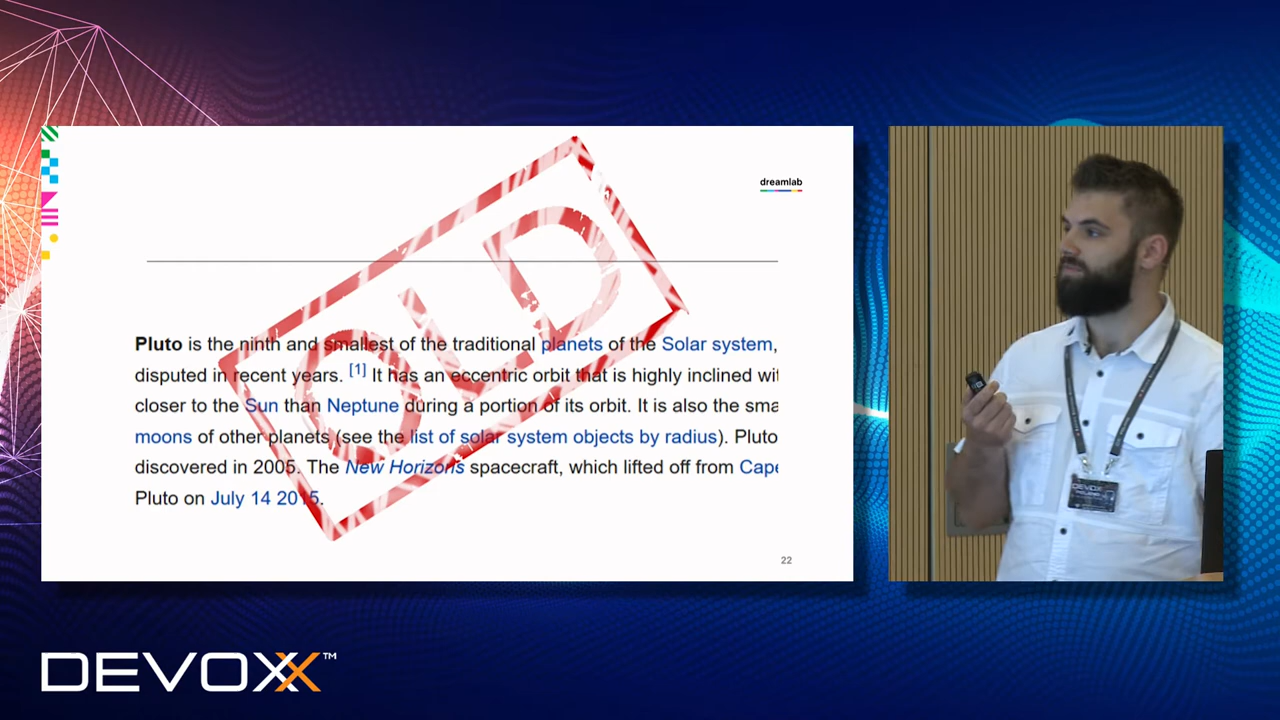 dreamlab
OLD
Pluto is the ninth and smallest of the traditional planets of the Solar system,
disputed in recent years. [1] It has an eccentric orbit that is highly inclined wit
closer to the Sun than Neptune during a portion of its orbit. It is also the sma
moons of other planets (see the list of solar system objects by radius). Pluto
discovered in 2005. The New Horizons spacecraft, which lifted off from Cape
Pluto on July 14 2015.
22
DEVOXX
DEVOXX™